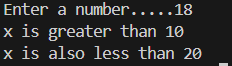 Enter a number.....18
x is greater than 10
x is also less than 20